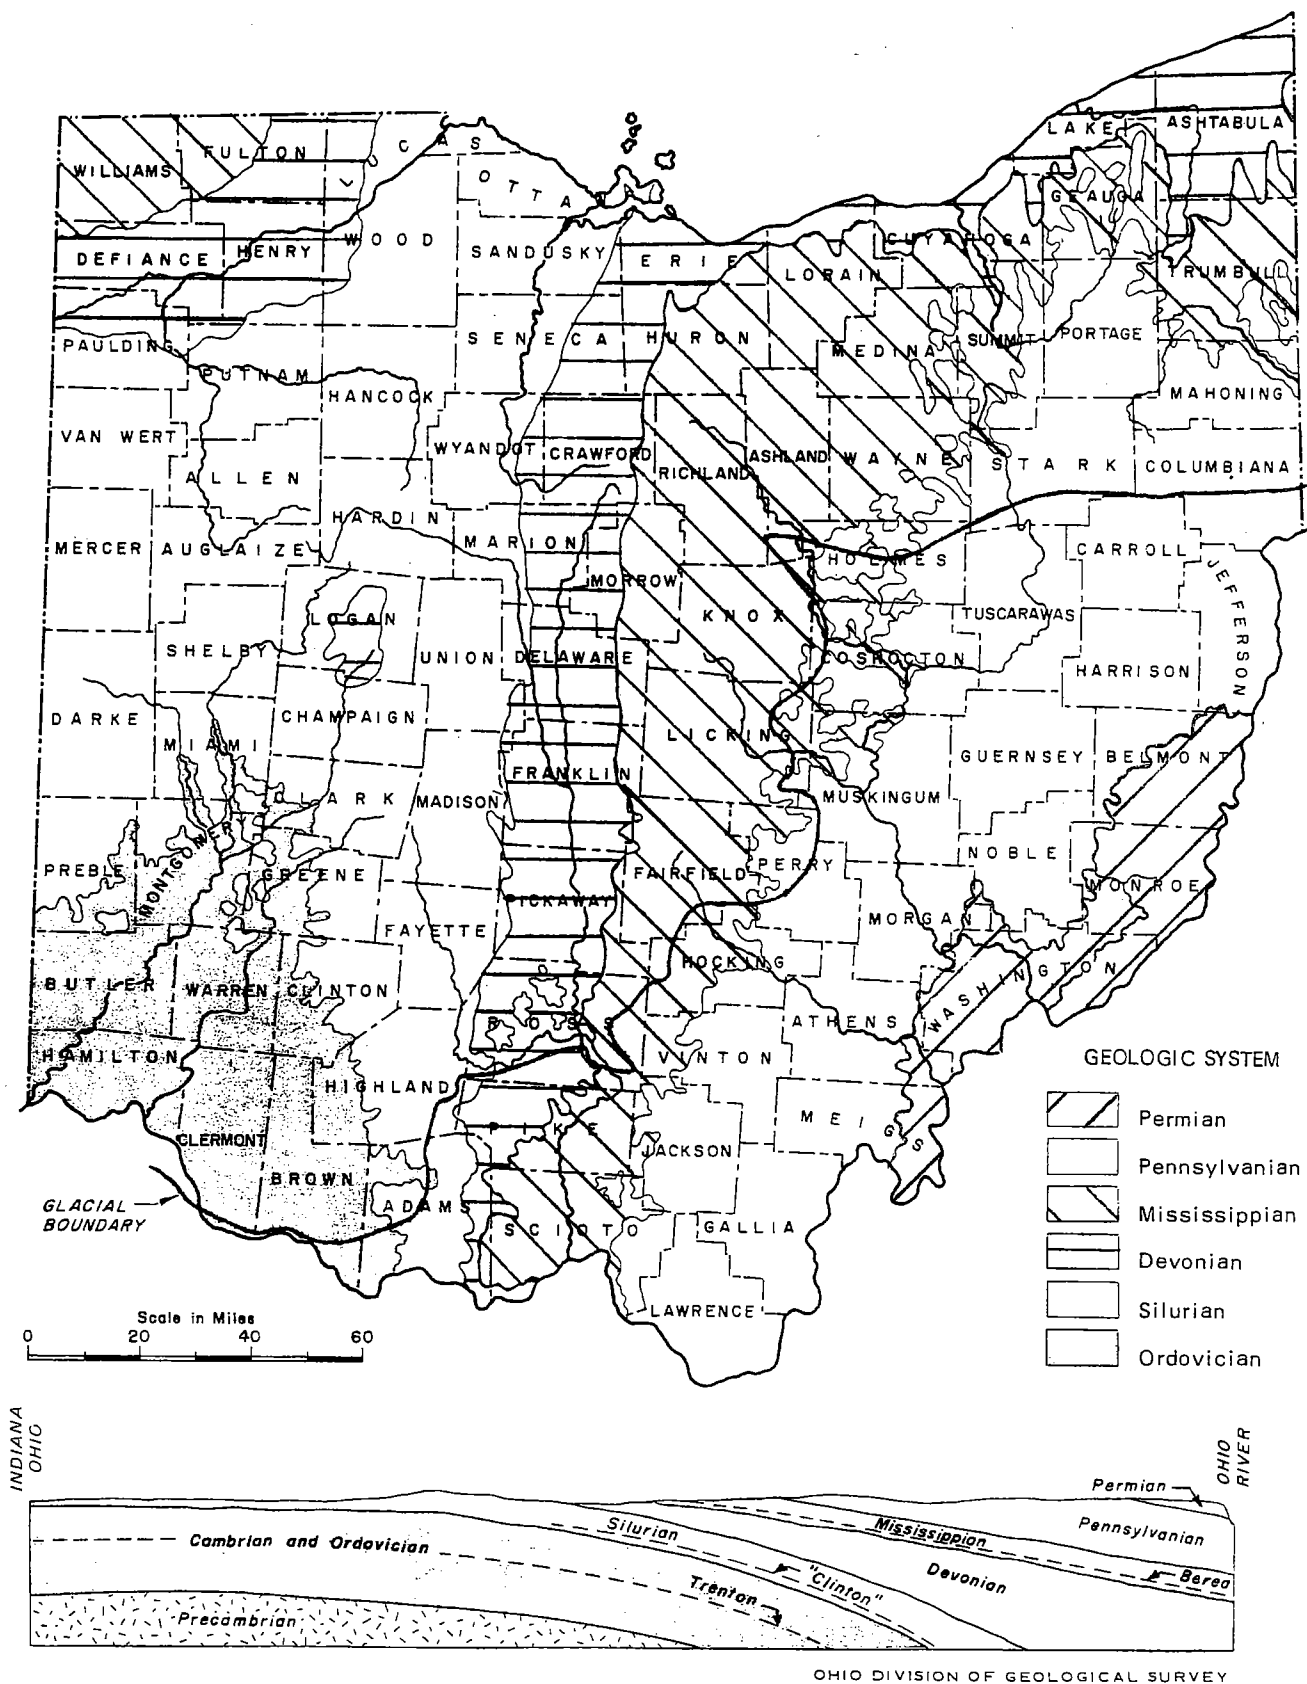 LAKE
ASHTABULA
FULTON
LUCAS
WILLIAMS
OTTAWA
GEAUGA
DEFIANCE
HENRY
WOOD
SANDUSKY
ERIE
LORAIN
CUYAHOGA
TRUMBULL
PAULDING
PUTNAM
SENECA
HURON
MEDINA
SUMMIT
PORTAGE
HANCOCK
MAHONING
VAN WERT
ALLEN
WYANDOT
CRAWFORD
RICHLAND
ASHLAND
WAYNE
STARK
COLUMBIANA
MERCER
AUGLAIZE
HARDIN
MARION
MORROW
HOLMES
CARROLL
JEFFERSON
LOGAN
KNOX
TUSCARAWAS
SHELBY
UNION
DELAWARE
COSHOCTON
HARRISON
DARKE
MIAMI
CHAMPAIGN
LICKING
GUERNSEY
BELMONT
CLARK
MADISON
FRANKLIN
MUSKINGUM
PREBLE
MONTGOMERY
GREENE
FAIRFIELD
PERRY
NOBLE
MONROE
FAYETTE
PICKAWAY
MORGAN
HOCKING
WASHINGTON
BUTLER
WARREN
CLINTON
ROSS
ATHENS
HAMILTON
HIGHLAND
VINTON
MEIGS
CLERMONT
PIKE
JACKSON
BROWN
ADAMS
SCIOTO
GALLIA
LAWRENCE
GLACIAL
BOUNDARY
GEOLOGIC SYSTEM
Permian
Pennsylvanian
Mississippian
Devonian
Silurian
Ordovician
Scale in Miles
0 20 40 60
INDIANA
OHIO
OHIO
RIVER
Permian
Pennsylvanian
Mississippian
Silurian
Cambrian and Ordovician
Devonian
Berea
"Clinton"
Trenton
Precambrian
OHIO DIVISION OF GEOLOGICAL SURVEY